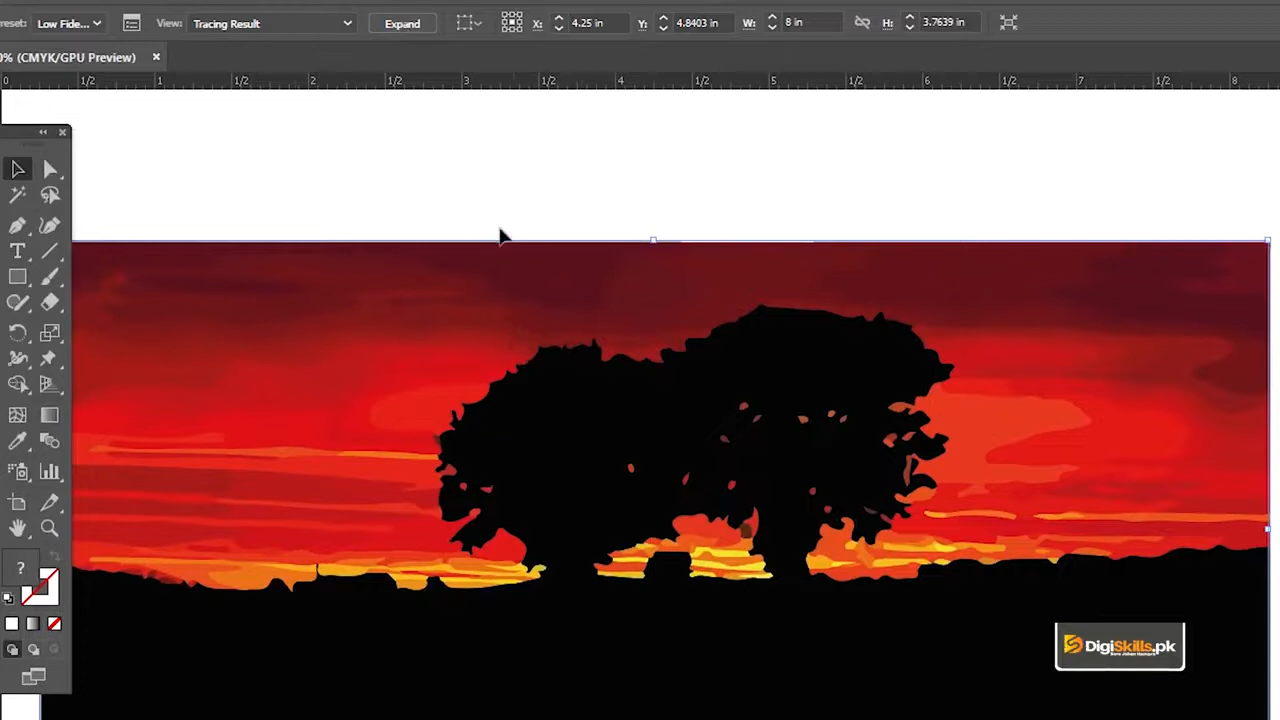 reset: Low Fide... View: Tracing Result Expand X: 4.25 in Y: 4.8403 in W: 8 in H: 3.7639 in
0% (CMYK/GPU Preview) ×
0 1/2 1 1/2 2 1/2 3 1/2 4 1/2 5 1/2 6 1/2 7 1/2 8
T
?
DigiSkills.pk